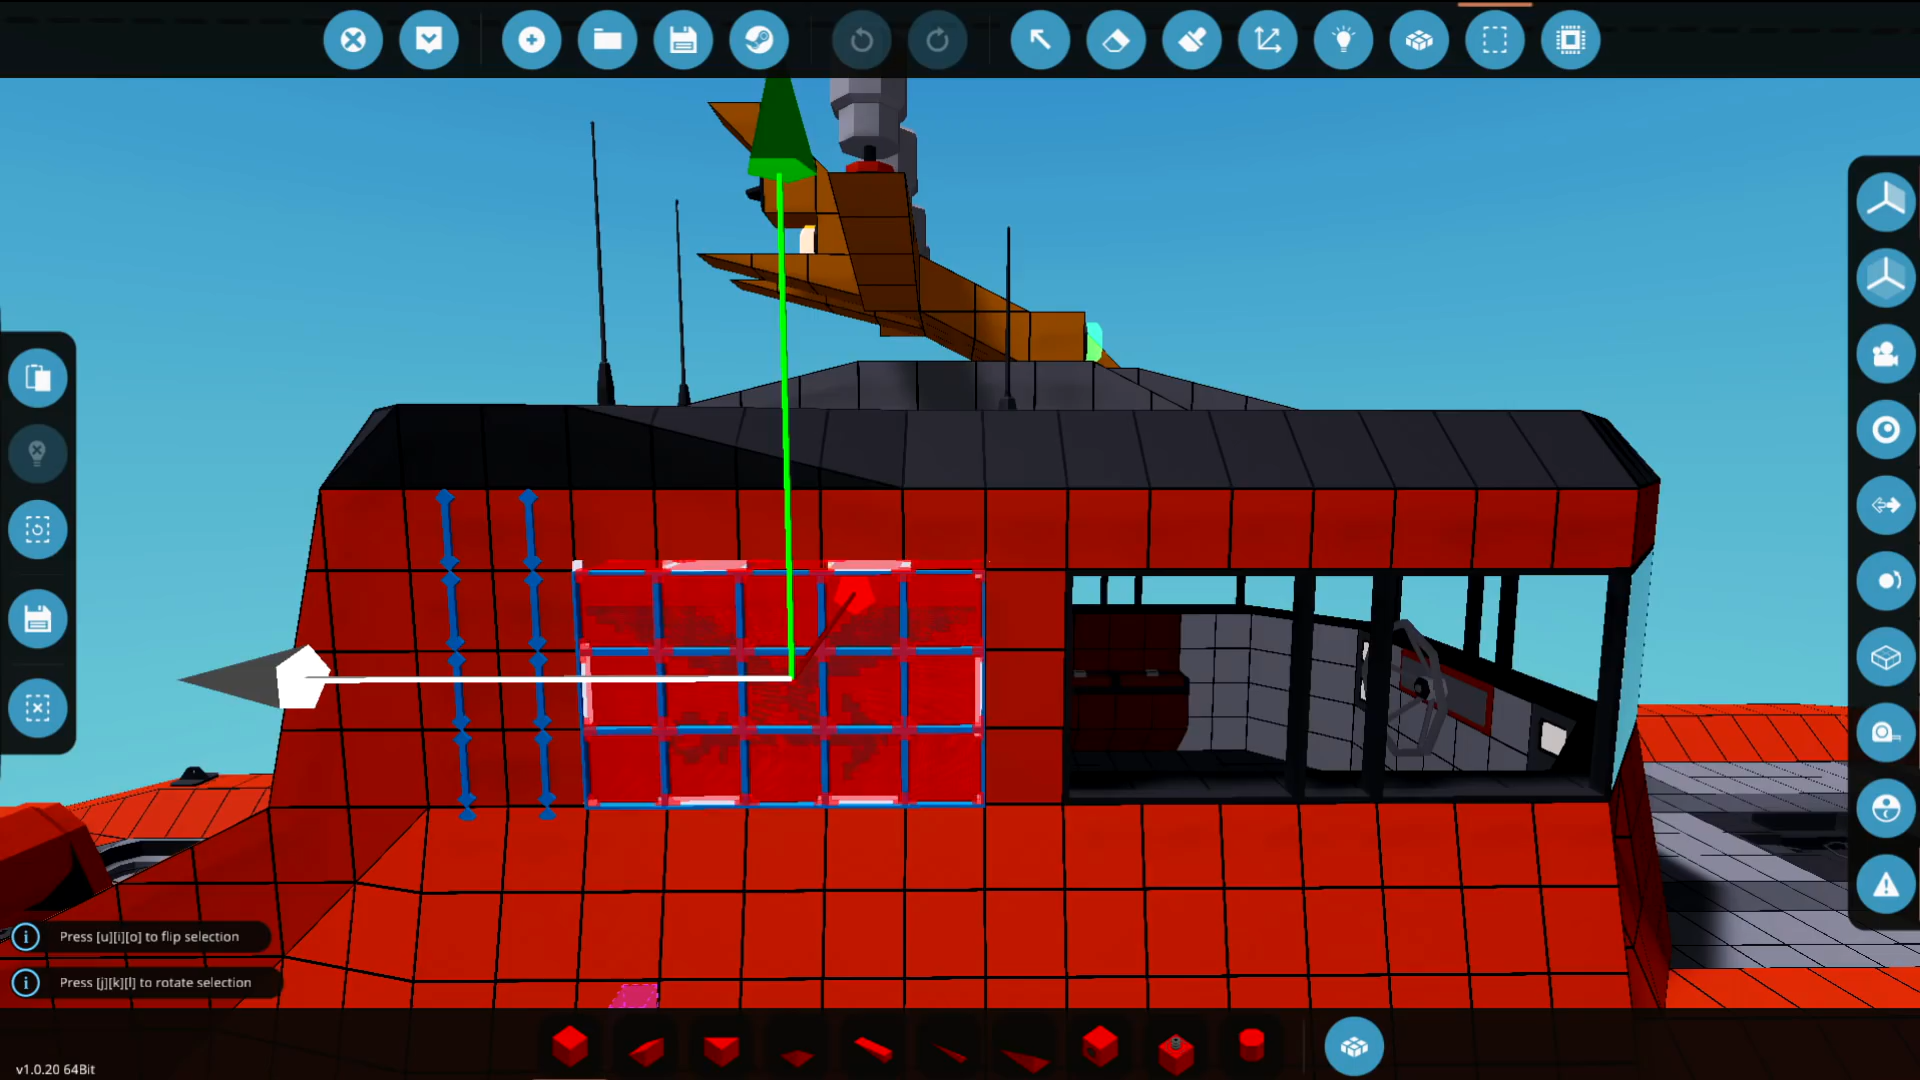 Press [u][i][o] to flip selection
Press [j][k][l] to rotate selection
v1.0.20 64Bit